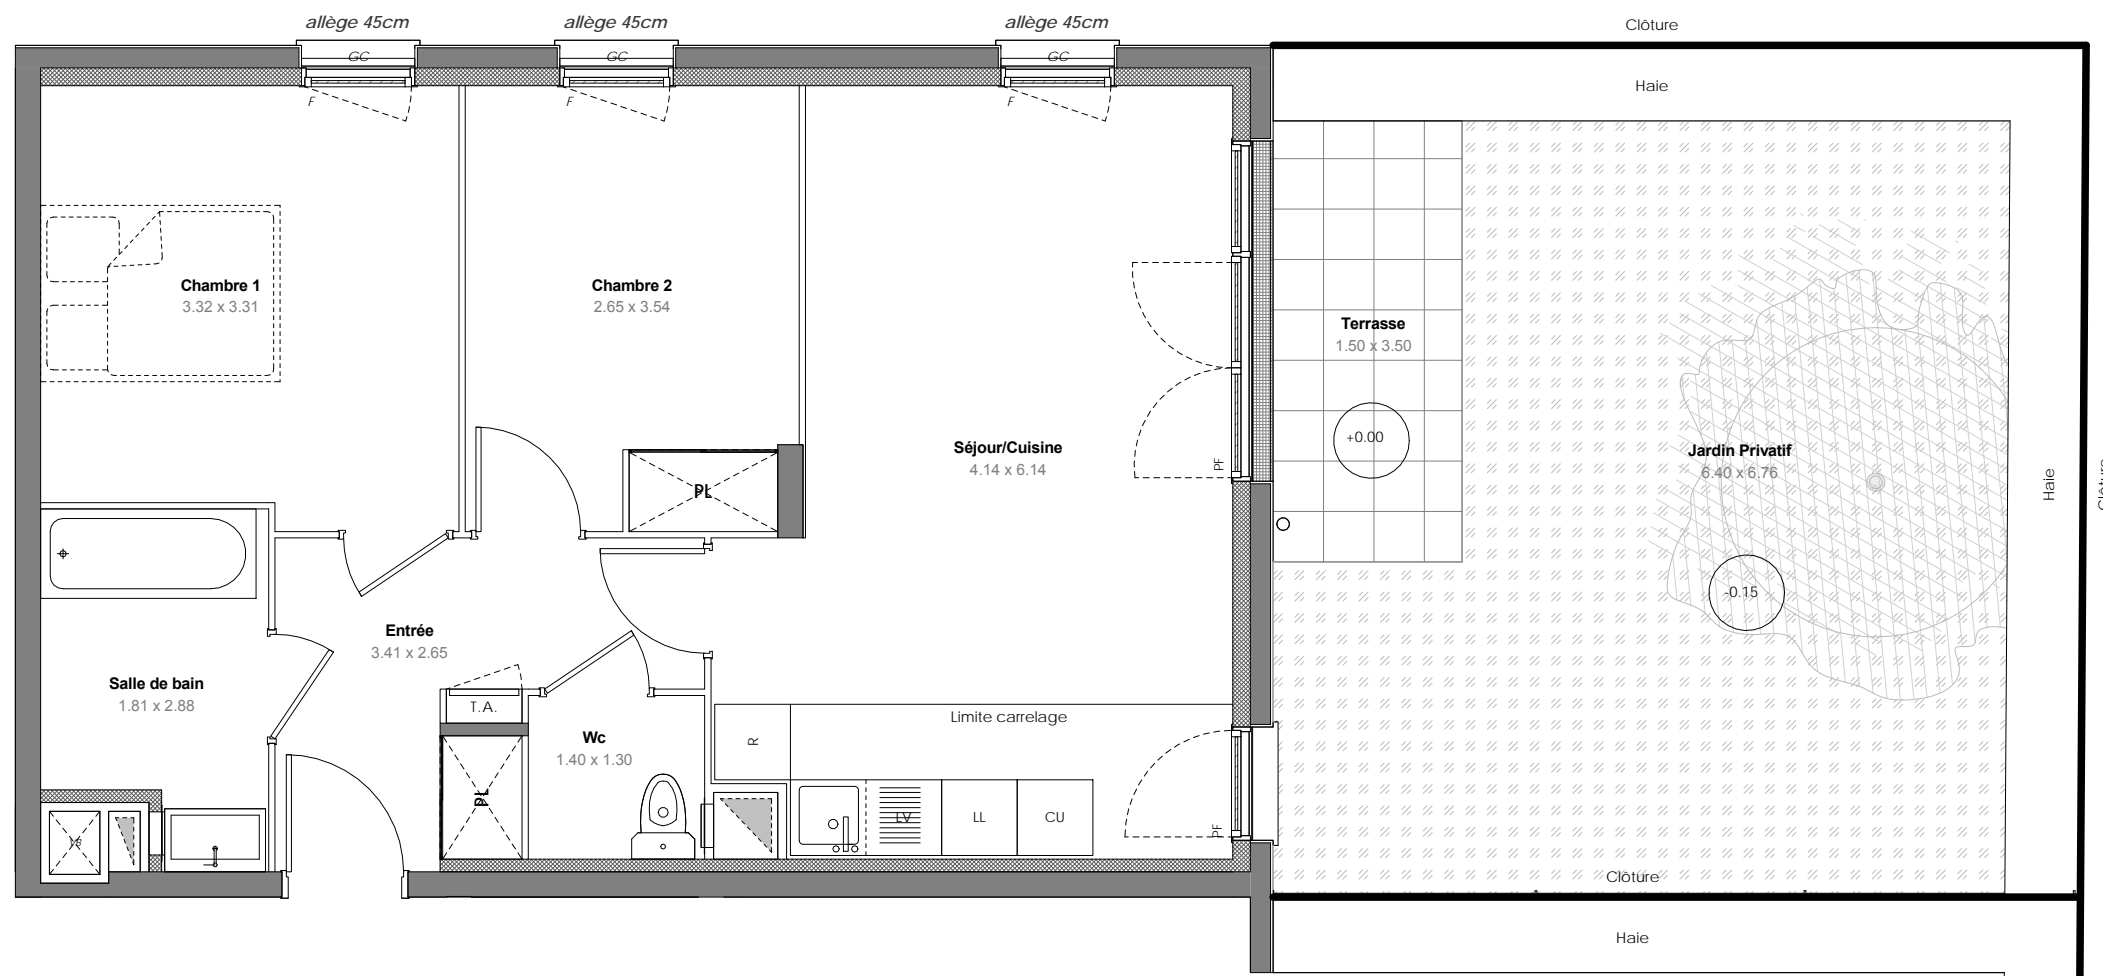 allège 45cm
allège 45cm
allège 45cm
Clôture
GC
GC
GC
F
F
F
Haie
Chambre 1
3.32 x 3.31
Chambre 2
2.65 x 3.54
Terrasse
1.50 x 3.50
+0.00
Séjour/Cuisine
4.14 x 6.14
PF
Jardin Privatif
6.40 x 6.76
Haie
Clôture
PL
-0.15
Entrée
3.41 x 2.65
Salle de bain
1.81 x 2.88
T.A.
Wc
1.40 x 1.30
R
Limite carrelage
PL
LV
LL
CU
PF
Clôture
Haie